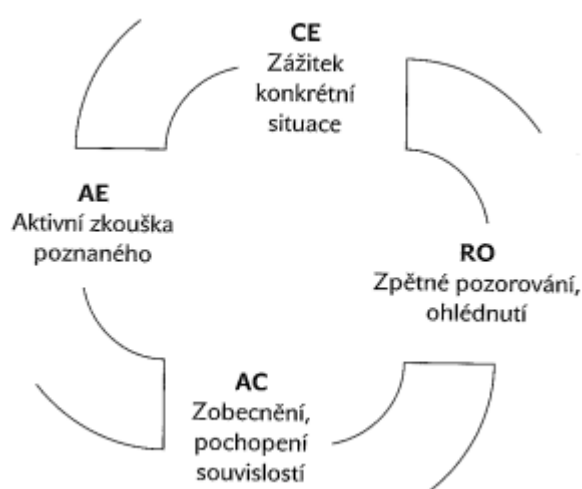 CE
Zážitek
konkrétní
situace
AE
Aktivní zkouška
poznaného
RO
Zpětné pozorování,
ohlédnutí
AC
Zobecnění,
pochopení
souvislostí